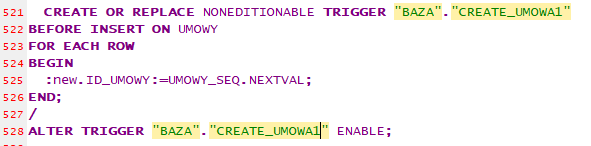 521 CREATE OR REPLACE NONEDITIONABLE TRIGGER "BAZA"."CREATE_UMOWA1"
522 BEFORE INSERT ON UMOWY
523 FOR EACH ROW
524 BEGIN
525 :new.ID_UMOWY:=UMOWY_SEQ.NEXTVAL;
526 END;
527 /
528 ALTER TRIGGER "BAZA"."CREATE_UMOWA1" ENABLE;